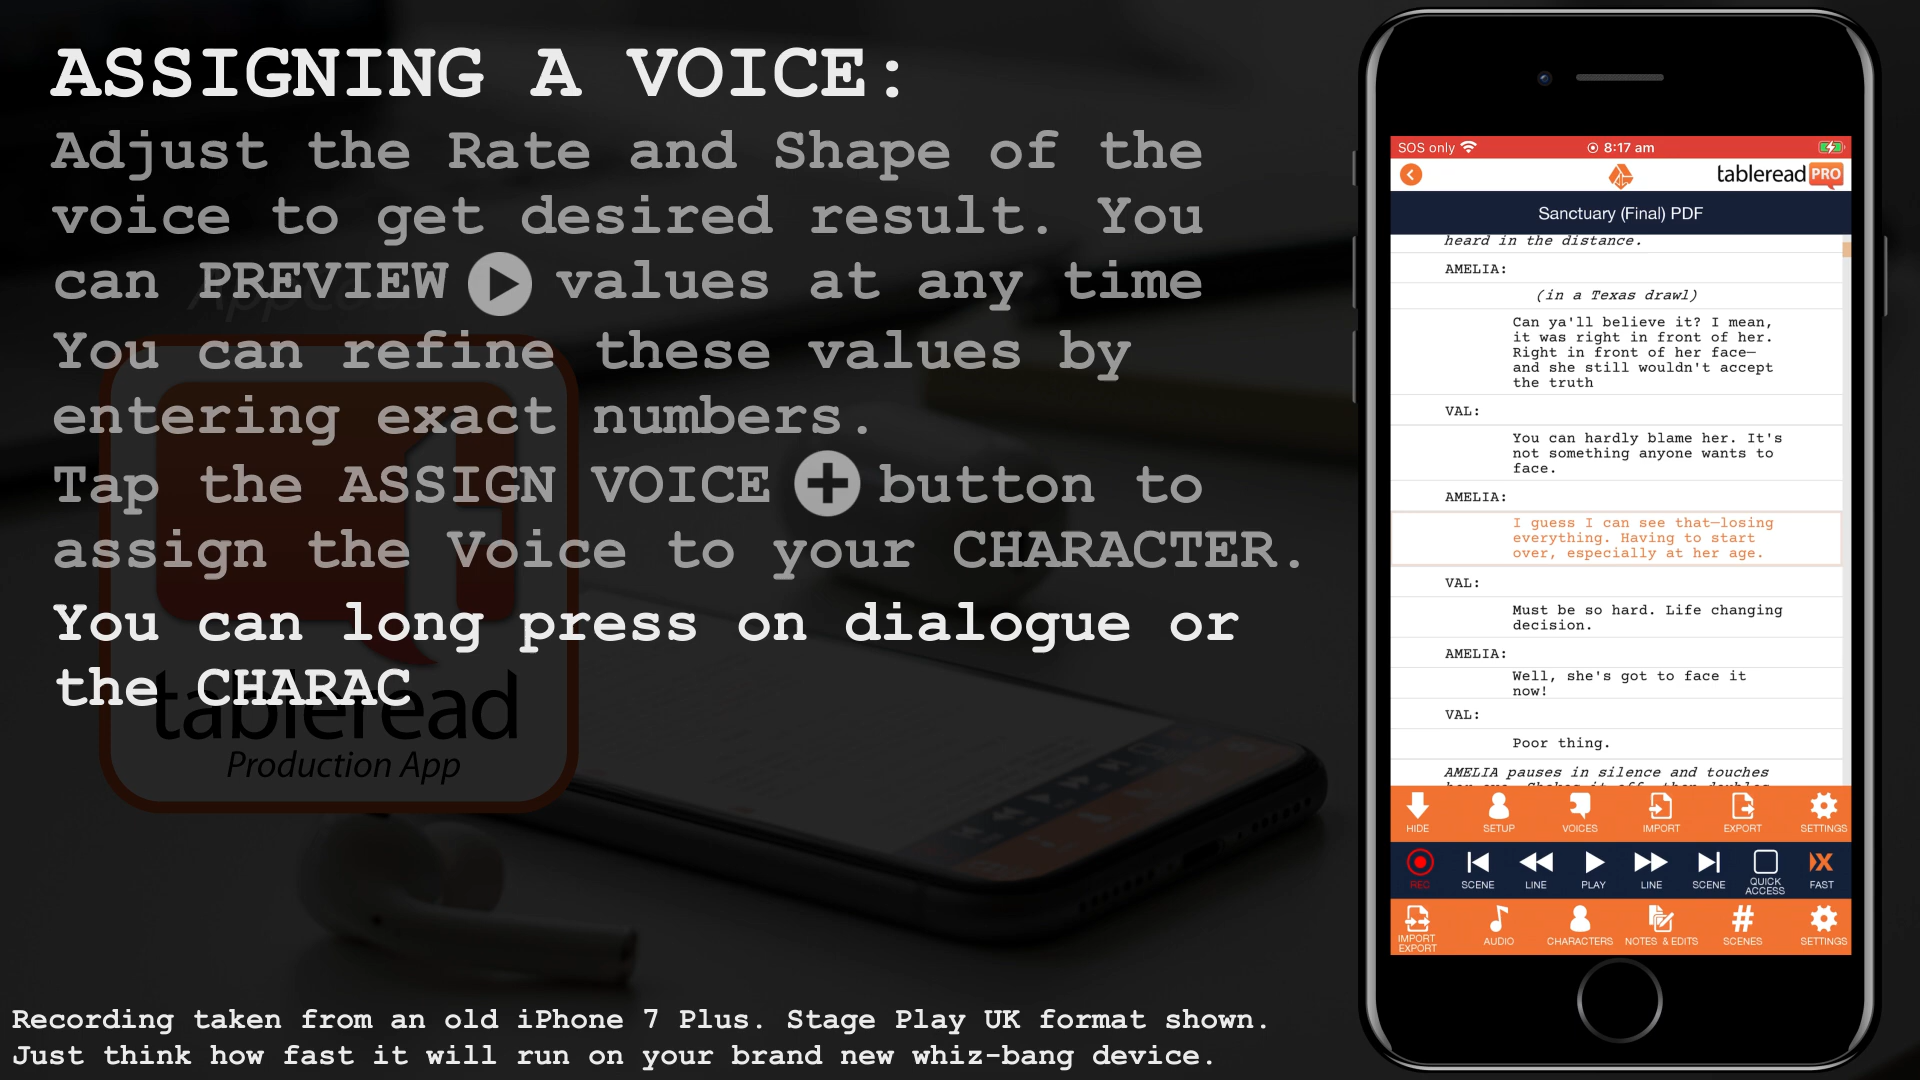 ASSIGNING A VOICE:
Adjust the Rate and Shape of the
voice to get desired result. You
can PREVIEW values at any time
You can refine these values by
entering exact numbers.
Tap the ASSIGN VOICE button to
assign the Voice to your CHARACTER.
You can long press on dialogue or
the CHARAC
tableread
Production App
Recording taken from an old iPhone 7 Plus. Stage Play UK format shown.
Just think how fast it will run on your brand new whiz-bang device.
SOS only 8:17 am
tableread PRO
Sanctuary (Final) PDF
heard in the distance.
AMELIA:
(in a Texas drawl)
Can ya'll believe it? I mean,
it was right in front of her.
Right in front of her face—
and she still wouldn't accept
the truth
VAL:
You can hardly blame her. It's
not something anyone wants to
face.
AMELIA:
I guess I can see that—losing
everything. Having to start
over, especially at her age.
VAL:
Must be so hard. Life changing
decision.
AMELIA:
Well, she's got to face it
now!
VAL:
Poor thing.
AMELIA pauses in silence and touches
HIDE SETUP VOICES IMPORT EXPORT SETTINGS
REC SCENE LINE PLAY LINE SCENE QUICK ACCESS FAST
IMPORT EXPORT AUDIO CHARACTERS NOTES & EDITS # SCENES SETTINGS